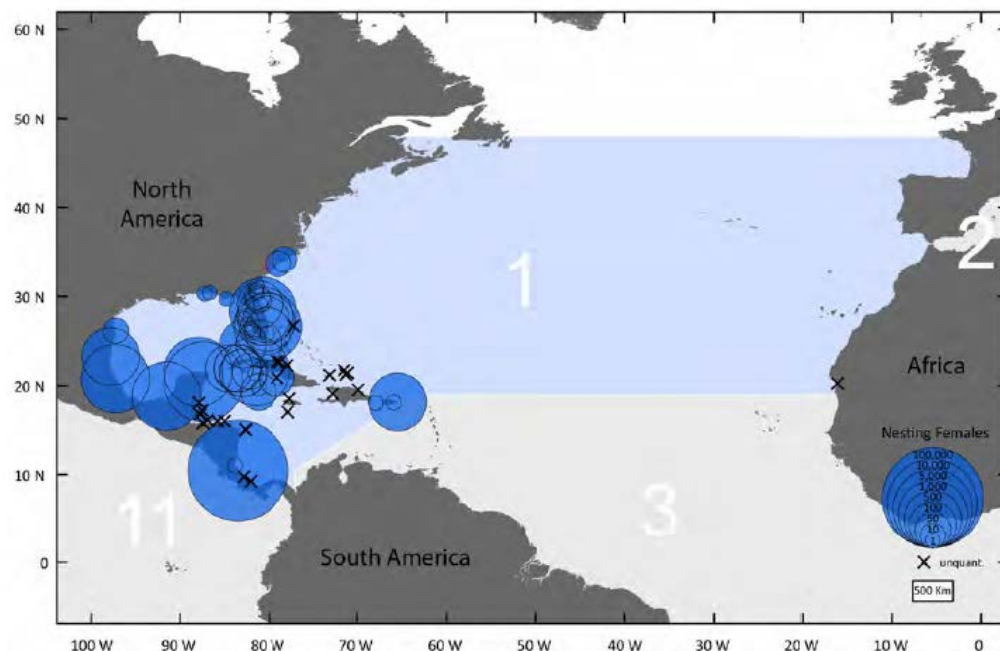 60 N
50 N
40 N
30 N
20 N
10 N
0
North
America
1
2
Africa
Nesting Females
100,000
10,000
5,000
1,000
500
100
50
10
1
unquant.
500 Km
11
3
South America
100 W 90 W 80 W 70 W 60 W 50 W 40 W 30 W 20 W 10 W 0